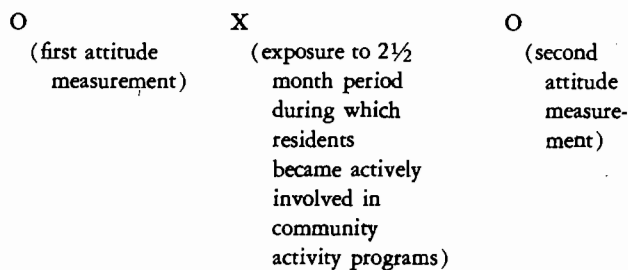 O X O
(first attitude (exposure to 2½ (second
measurement) month period attitude
during which measure-
residents ment)
became actively
involved in
community
activity programs)